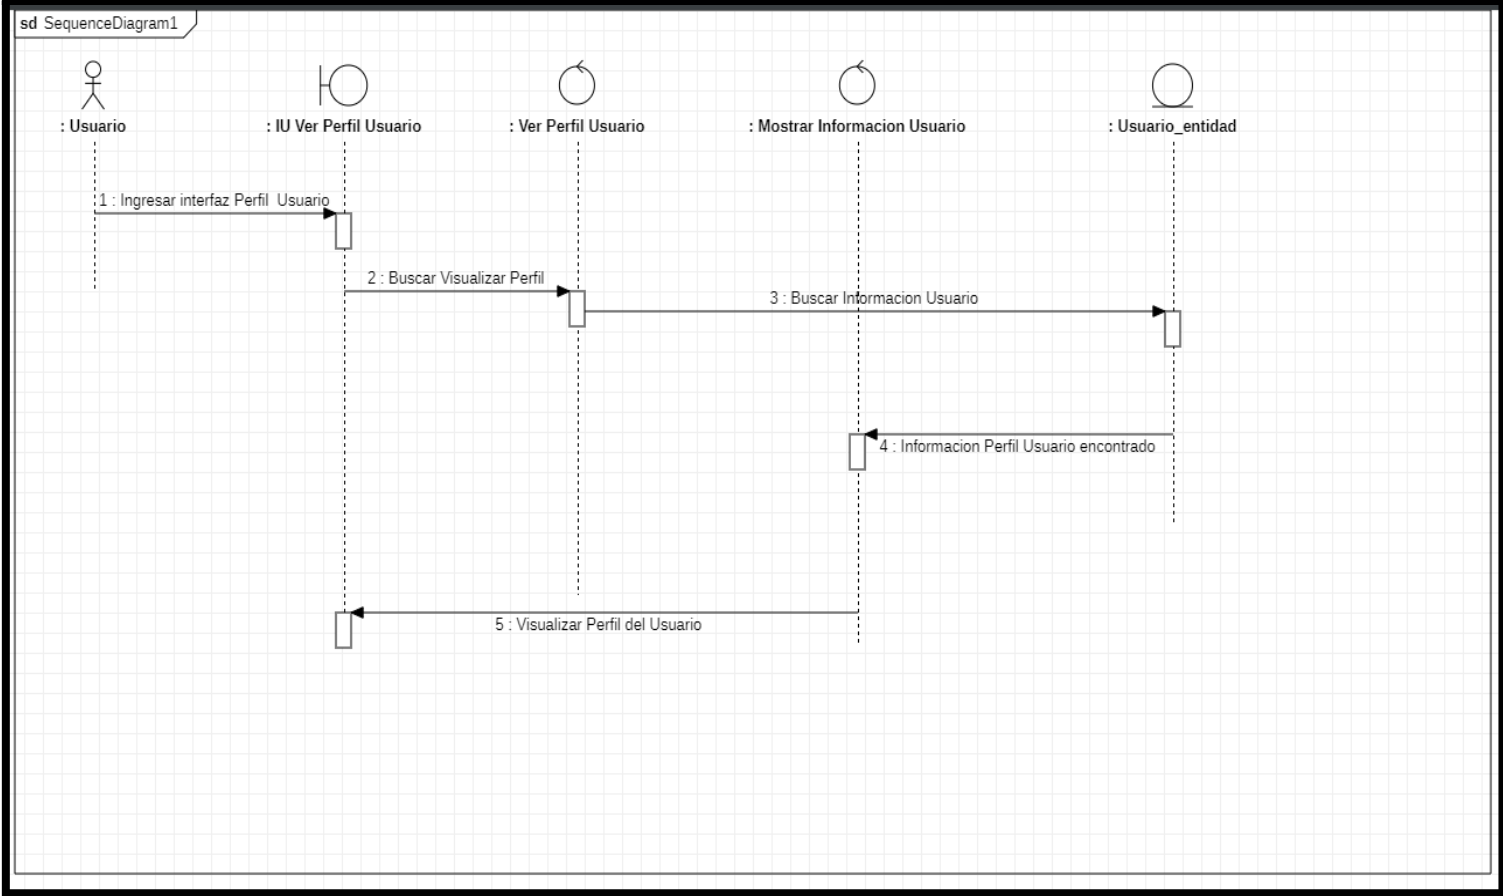 sd SequenceDiagram1
: Usuario
: IU Ver Perfil Usuario
: Ver Perfil Usuario
: Mostrar Informacion Usuario
: Usuario_entidad
1 : Ingresar interfaz Perfil  Usuario
2 : Buscar Visualizar Perfil
3 : Buscar Informacion Usuario
4 : Informacion Perfil Usuario encontrado
5 : Visualizar Perfil del Usuario